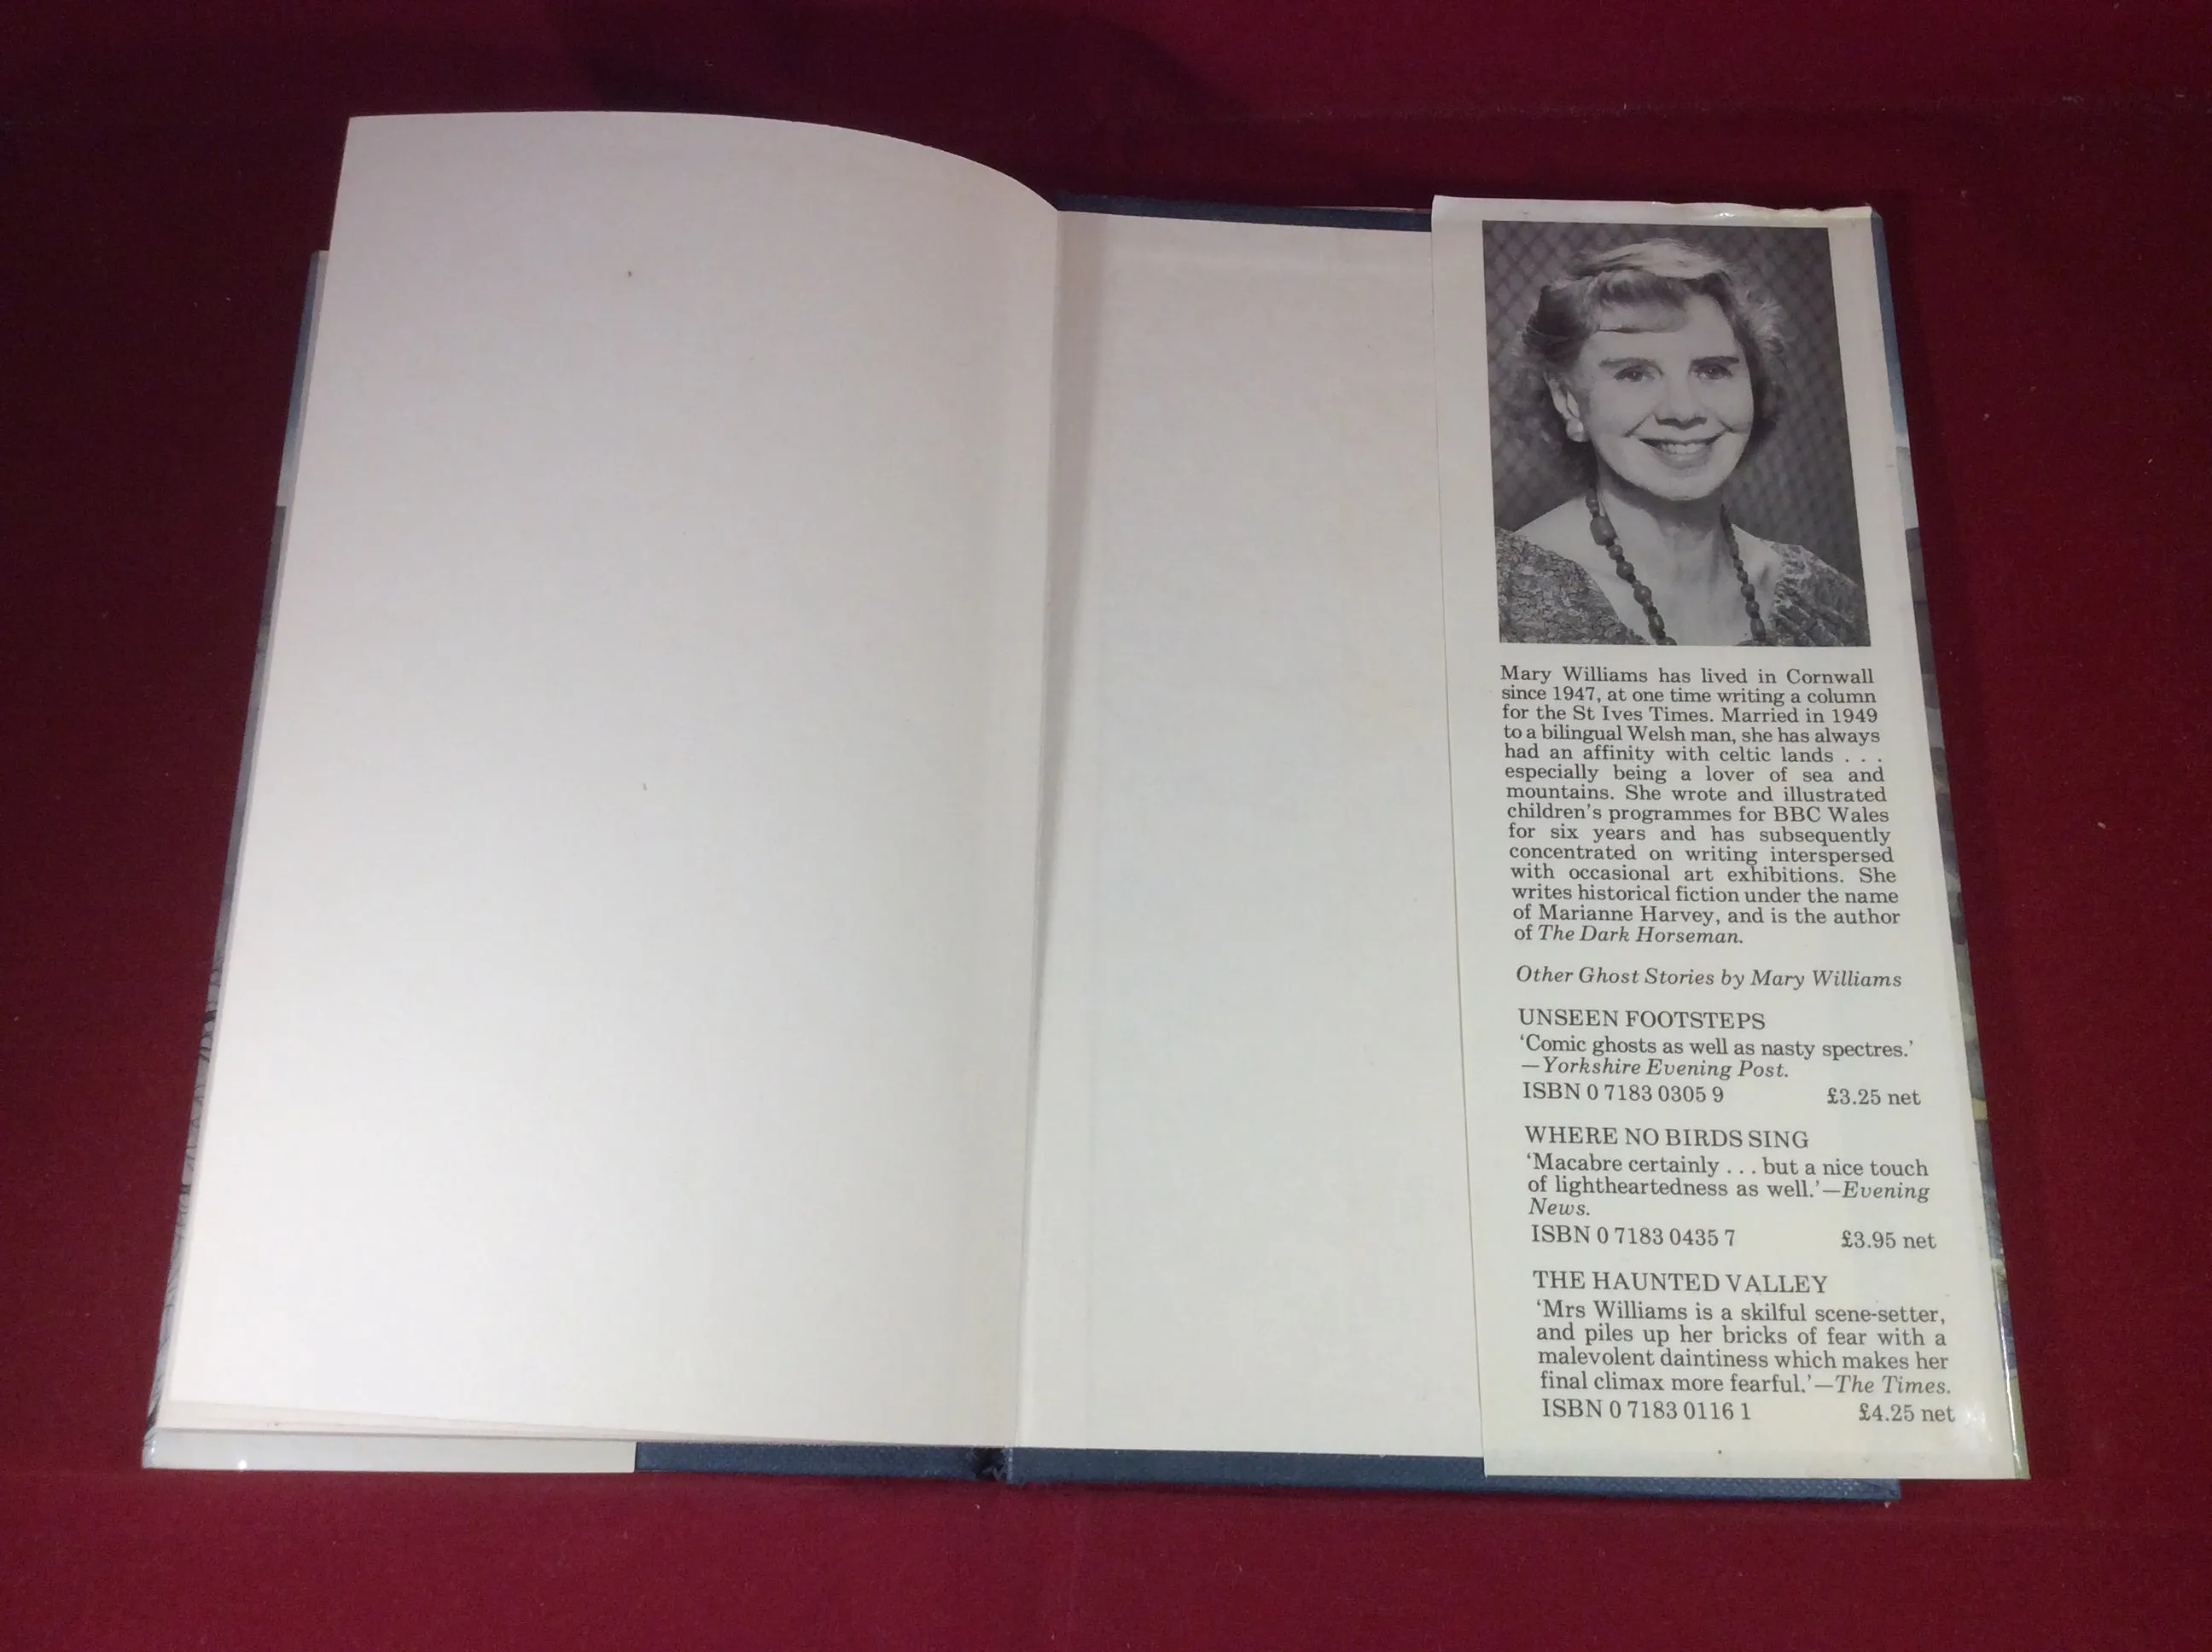 Mary Williams has lived in Cornwall
since 1947, at one time writing a column
for the St Ives Times. Married in 1949
to a bilingual Welsh man, she has always
had an affinity with celtic lands . . .
especially being a lover of sea and
mountains. She wrote and illustrated
children's programmes for BBC Wales
for six years and has subsequently
concentrated on writing interspersed
with occasional art exhibitions. She
writes historical fiction under the name
of Marianne Harvey, and is the author
of The Dark Horseman.
Other Ghost Stories by Mary Williams
UNSEEN FOOTSTEPS
‘Comic ghosts as well as nasty spectres.’
—Yorkshire Evening Post.
ISBN 0 7183 0305 9 £3.25 net
WHERE NO BIRDS SING
‘Macabre certainly . . . but a nice touch
of lightheartedness as well.’—Evening
News.
ISBN 0 7183 0435 7 £3.95 net
THE HAUNTED VALLEY
‘Mrs Williams is a skilful scene-setter,
and piles up her bricks of fear with a
malevolent daintiness which makes her
final climax more fearful.’—The Times.
ISBN 0 7183 0116 1 £4.25 net